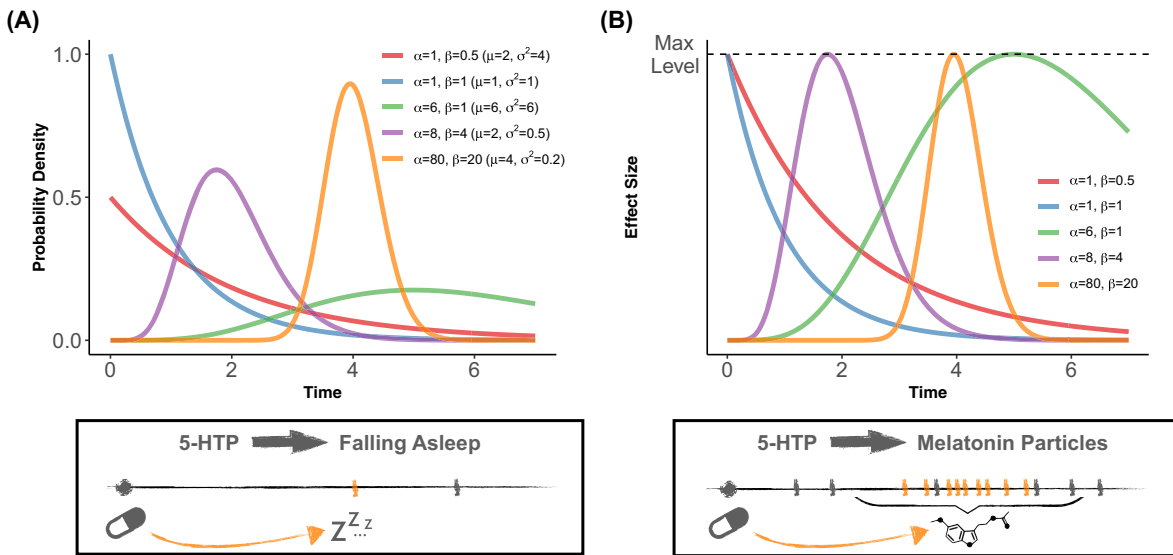 (A)
Probability Density
1.0
0.5
0.0
α=1, β=0.5 (μ=2, σ²=4)
α=1, β=1 (μ=1, σ²=1)
α=6, β=1 (μ=6, σ²=6)
α=8, β=4 (μ=2, σ²=0.5)
α=80, β=20 (μ=4, σ²=0.2)
0 2 4 6
Time
5-HTP Falling Asleep
Z Z Z Z
...
(B)
Effect Size
Max
Level
α=1, β=0.5
α=1, β=1
α=6, β=1
α=8, β=4
α=80, β=20
0 2 4 6
Time
5-HTP Melatonin Particles